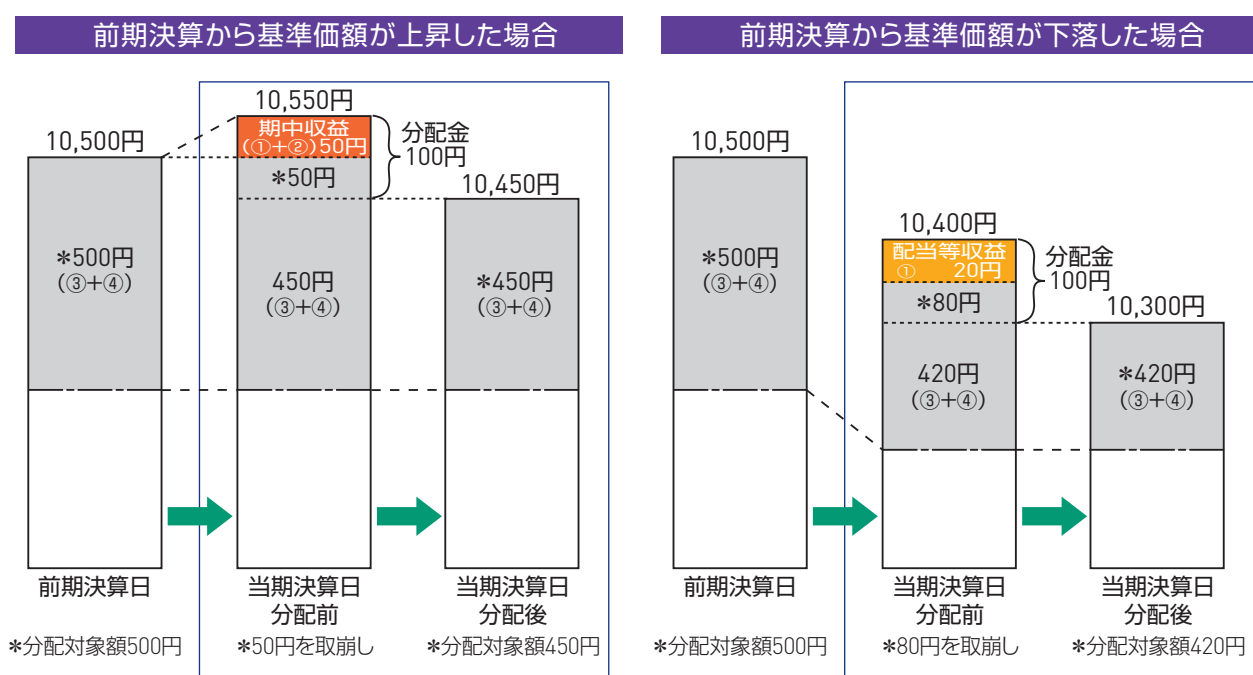 前期決算から基準価額が上昇した場合
10,500円
*500円
(③+④)
前期決算日
*分配対象額500円
10,550円
期中収益
(①+②)50円
*50円
450円
(③+④)
当期決算日
分配前
*50円を取崩し
分配金
100円
10,450円
*450円
(③+④)
当期決算日
分配後
*分配対象額450円
前期決算から基準価額が下落した場合
10,500円
*500円
(③+④)
前期決算日
*分配対象額500円
10,400円
配当等収益
① 20円
*80円
420円
(③+④)
当期決算日
分配前
*80円を取崩し
分配金
100円
10,300円
*420円
(③+④)
当期決算日
分配後
*分配対象額420円